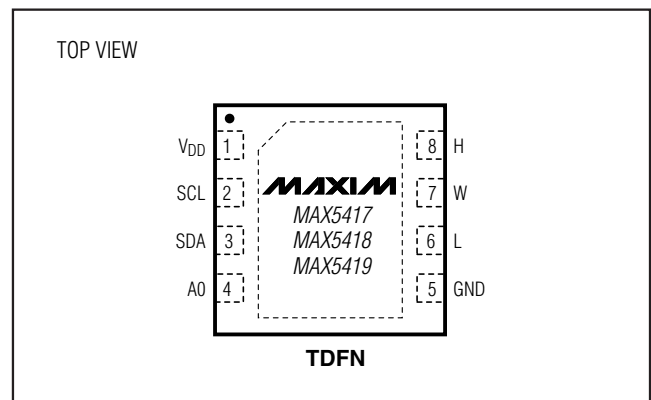 TOP VIEW
VDD 1
8 H
SCL 2
MAXIM
7 W
MAX5417
SDA 3
MAX5418
6 L
MAX5419
A0 4
5 GND
TDFN